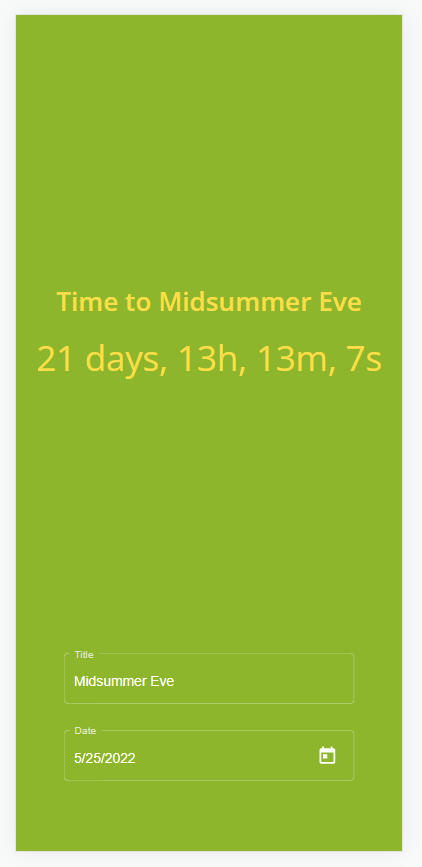 Time to Midsummer Eve
21 days, 13h, 13m, 7s
Title
Midsummer Eve
Date
5/25/2022